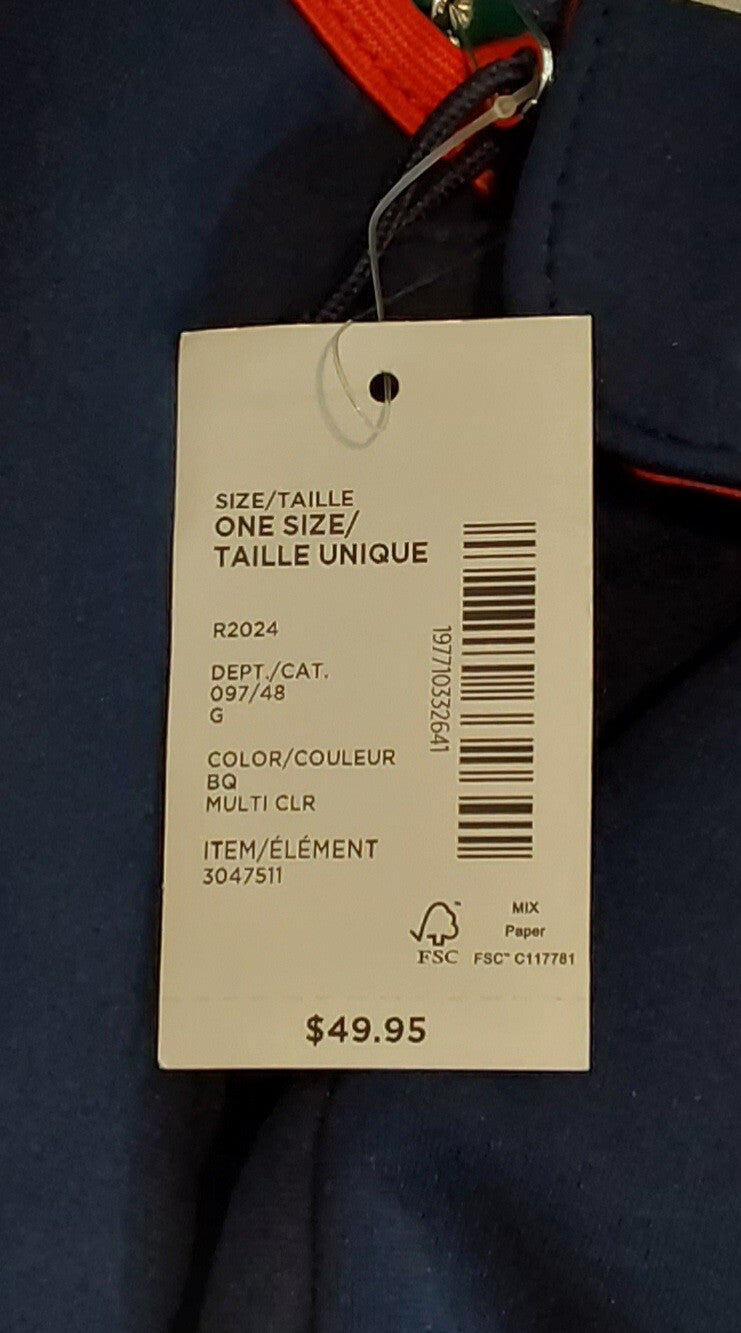 SIZE/TAILLE
ONE SIZE/
TAILLE UNIQUE
R2024
DEPT./CAT.
097/48
G
COLOR/COULEUR
BQ
MULTI CLR
ITEM/ÉLÉMENT
3047511
197710332641
FSC™
MIX
Paper
FSC™ C117781
$49.95